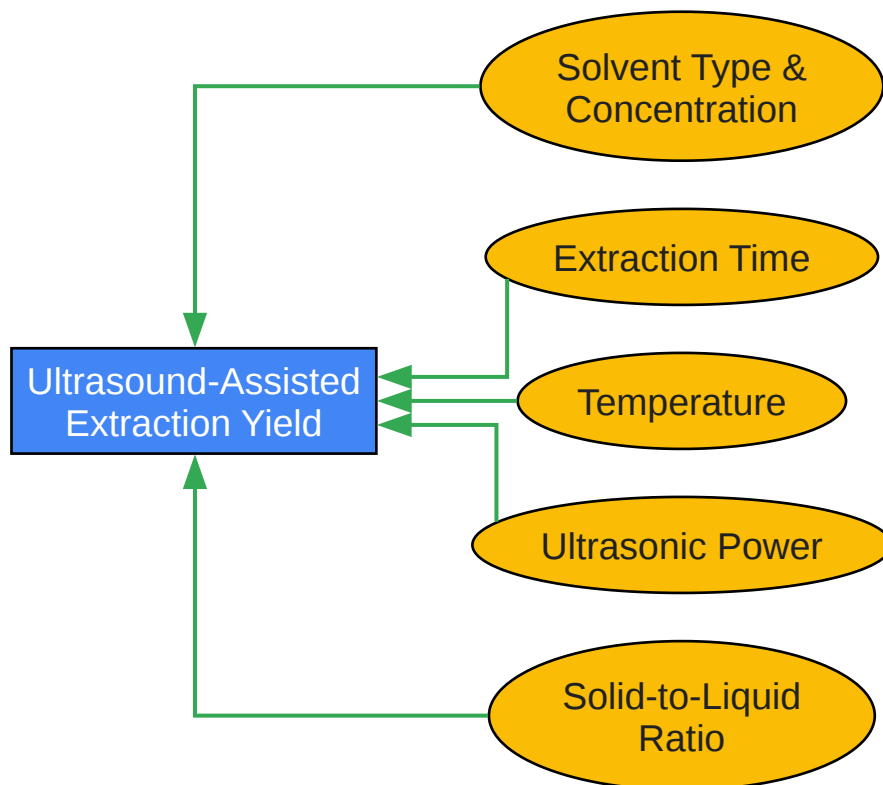 Solvent Type &
Concentration
Extraction Time
Ultrasound-Assisted
Extraction Yield
Temperature
Ultrasonic Power
Solid-to-Liquid
Ratio